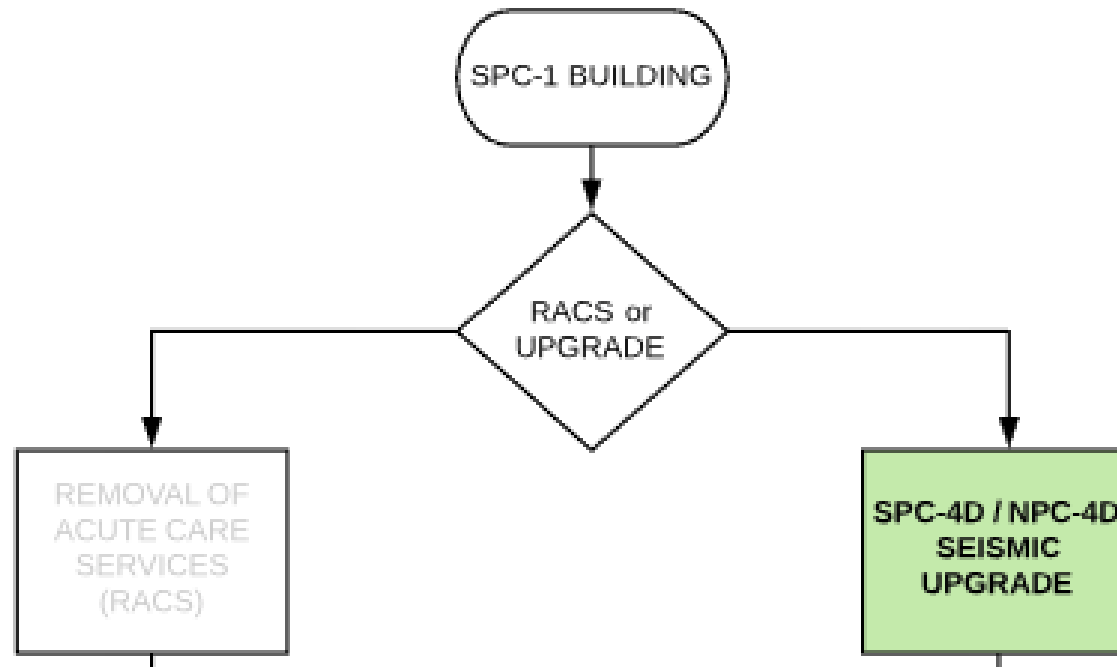 SPC-1 BUILDING
RACS or
UPGRADE
REMOVAL OF
ACUTE CARE
SERVICES
(RACS)
SPC-4D / NPC-4D
SEISMIC
UPGRADE